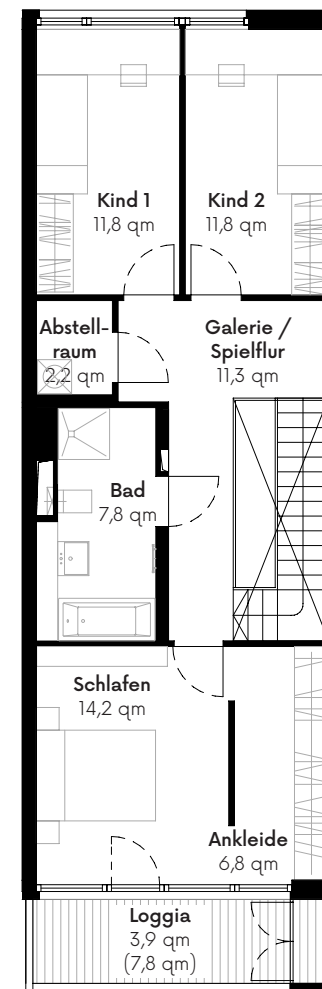 Kind 1
11,8 qm
Kind 2
11,8 qm
Abstell-
raum
2,2 qm
Galerie /
Spielflur
11,3 qm
Bad
7,8 qm
Schlafen
14,2 qm
Ankleide
6,8 qm
Loggia
3,9 qm
(7,8 qm)